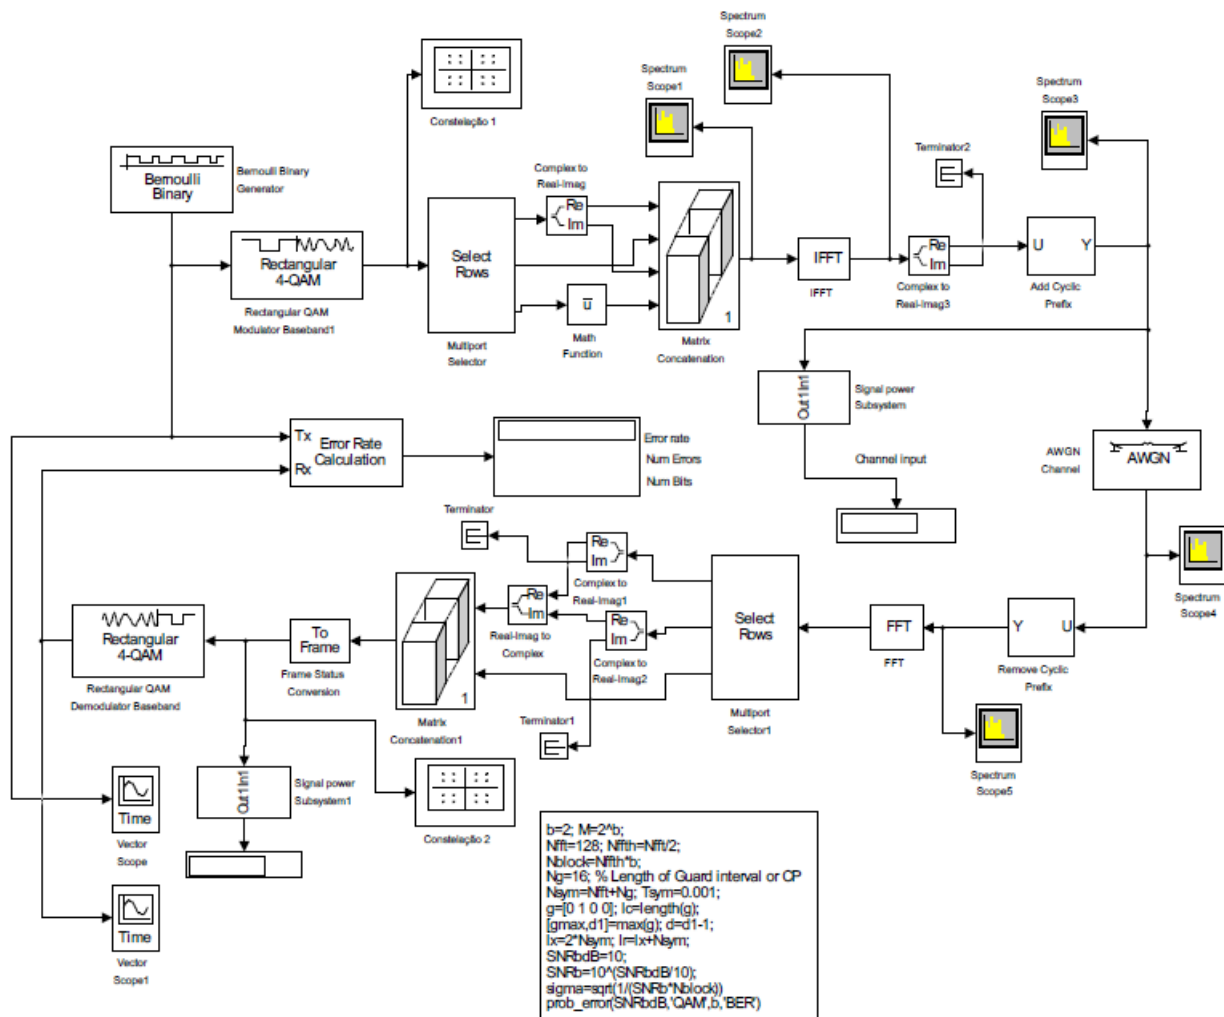 Spectrum
Scope2
Spectrum
Scope1
Spectrum
Scope3
Constelação 1
Terminator2
Bernoulli
Binary
Bernoulli Binary
Generator
Complex to
Real-Imag
Re
Im
Rectangular
4-QAM
Rectangular QAM
Modulator Baseband1
Select
Rows
Multiport
Selector
u
Math
Function
1
Matrix
Concatenation
IFFT
IFFT
Re
Im
Complex to
Real-Imag3
U Y
Add Cyclic
Prefix
Out1 In1
Signal power
Subsystem
Tx
Rx
Error Rate
Calculation
Error rate
Num Errors
Num Bits
Channel input
AWGN
Channel
AWGN
Terminator
Re
Im
Complex to
Real-Imag1
Re
Im
Real-Imag to
Complex
Re
Im
Complex to
Real-Imag2
Select
Rows
Multiport
Selector1
FFT
FFT
Y U
Remove Cyclic
Prefix
Spectrum
Scope4
Spectrum
Scope5
Rectangular
4-QAM
Rectangular QAM
Demodulator Baseband
To
Frame
Frame Status
Conversion
1
Matrix
Concatenation1
Terminator1
Out1 In1
Signal power
Subsystem1
Constelação 2
Time
Vector
Scope
Time
Vector
Scope1
b=2; M=2^b;
Nfft=128; Nffth=Nfft/2;
Nblock=Nffth*b;
Ng=16; % Length of Guard interval or CP
Nsym=Nfft+Ng; Tsym=0.001;
g=[0 1 0 0]; lc=length(g);
[gmax,d1]=max(g); d=d1-1;
lx=2*Nsym; lr=lx+Nsym;
SNRbdB=10;
SNRb=10^(SNRbdB/10);
sigma=sqrt(1/(SNRb*Nblock))
prob_error(SNRbdB,'QAM',b,'BER')